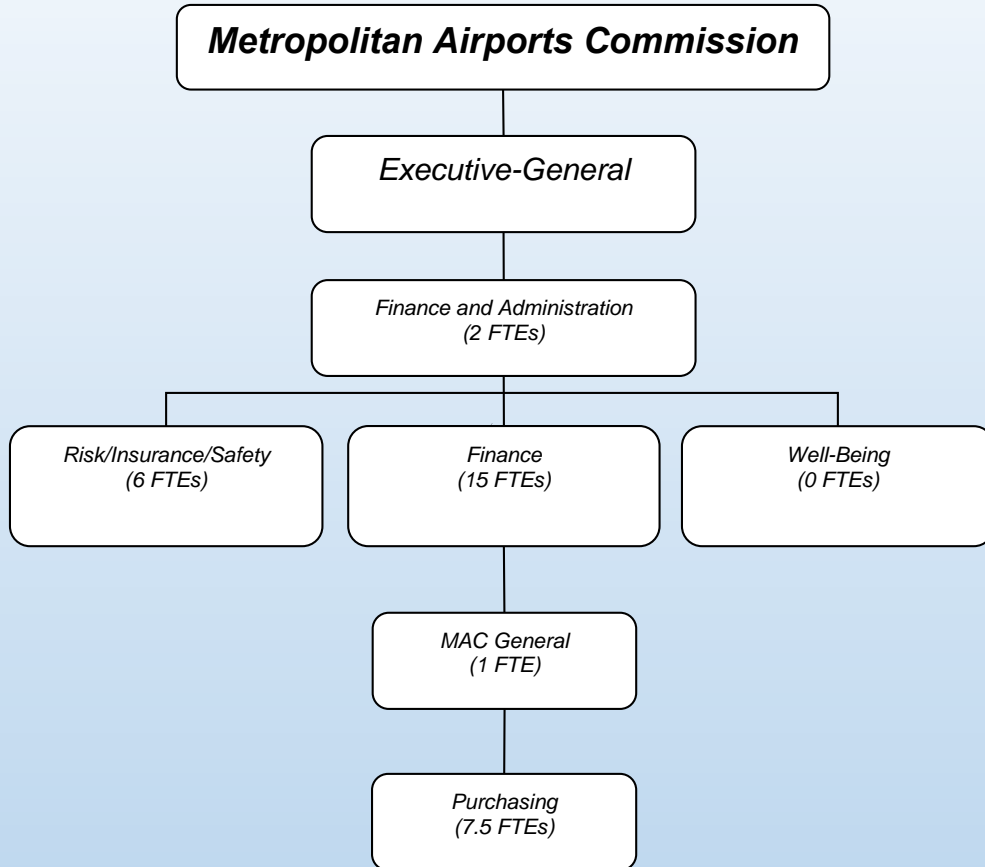 Metropolitan Airports Commission
Executive-General
Finance and Administration
(2 FTEs)
Risk/Insurance/Safety
(6 FTEs)
Finance
(15 FTEs)
Well-Being
(0 FTEs)
MAC General
(1 FTE)
Purchasing
(7.5 FTEs)